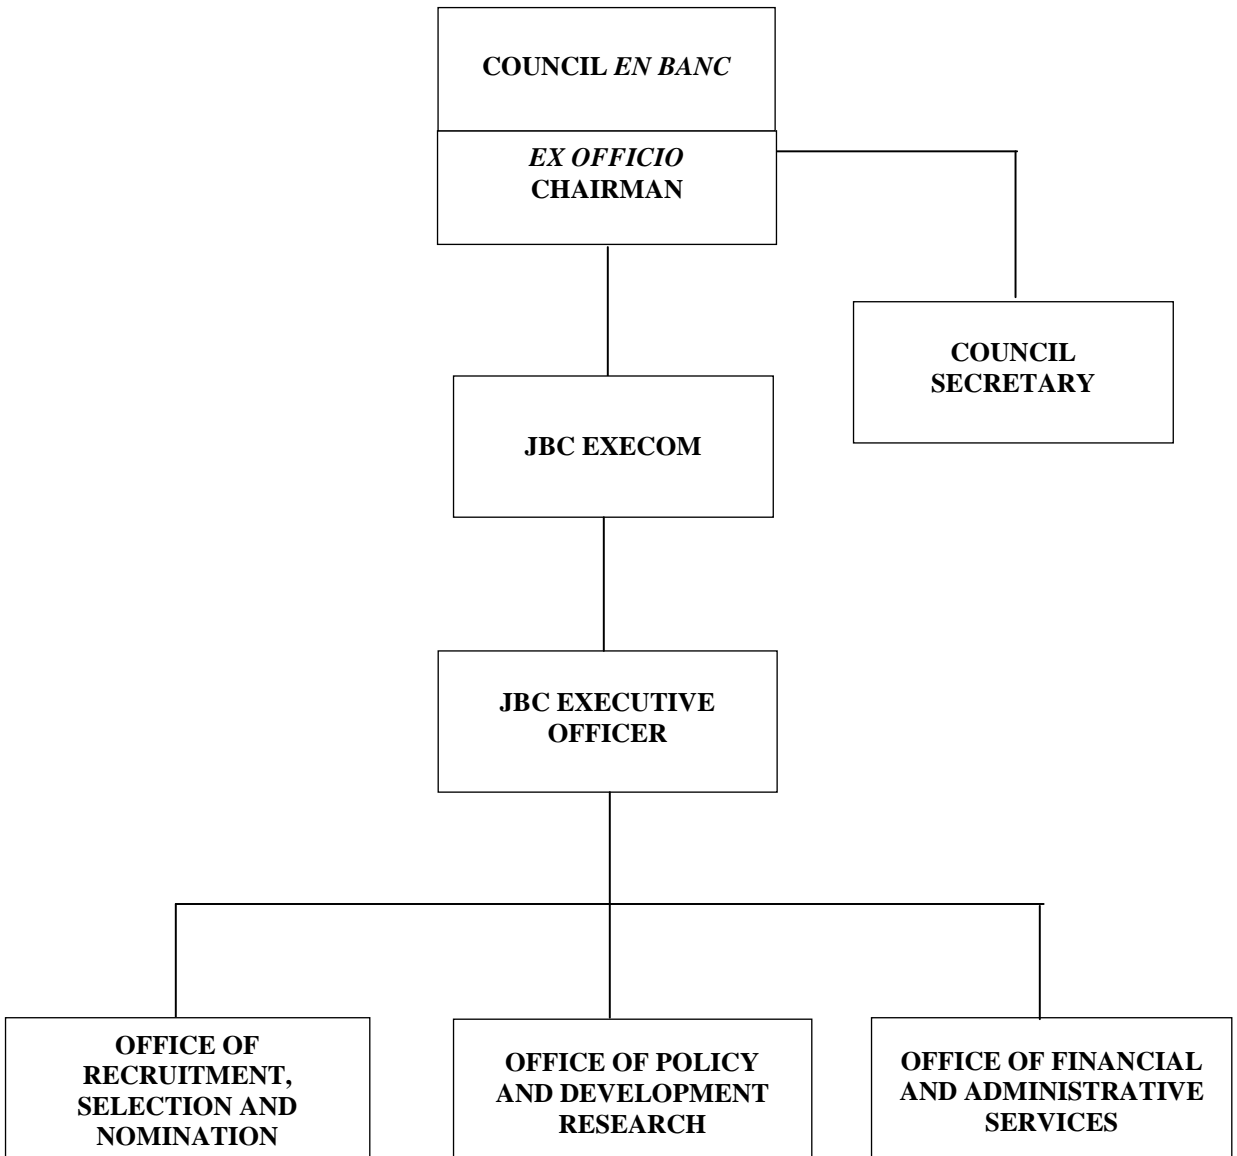 COUNCIL EN BANC
EX OFFICIO
CHAIRMAN
COUNCIL
SECRETARY
JBC EXECOM
JBC EXECUTIVE
OFFICER
OFFICE OF
RECRUITMENT,
SELECTION AND
NOMINATION
OFFICE OF POLICY
AND DEVELOPMENT
RESEARCH
OFFICE OF FINANCIAL
AND ADMINISTRATIVE
SERVICES